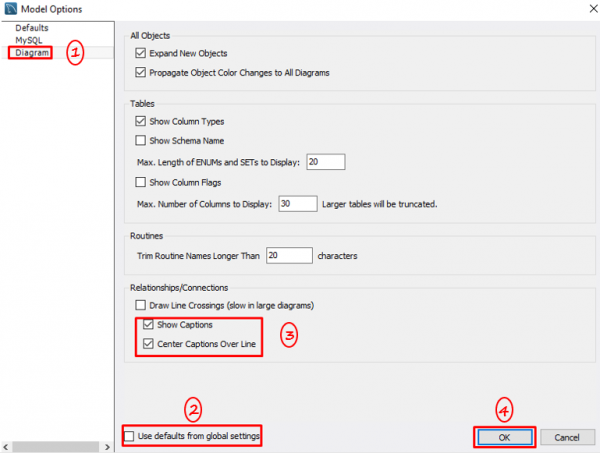 Model Options
Defaults
MySQL
Diagram
1
All Objects
Expand New Objects
Propagate Object Color Changes to All Diagrams
Tables
Show Column Types
Show Schema Name
Max. Length of ENUMs and SETs to Display: 20
Show Column Flags
Max. Number of Columns to Display: 30 Larger tables will be truncated.
Routines
Trim Routine Names Longer Than 20 characters
Relationships/Connections
Draw Line Crossings (slow in large diagrams)
Show Captions
3
Center Captions Over Line
2
4
Use defaults from global settings
OK Cancel